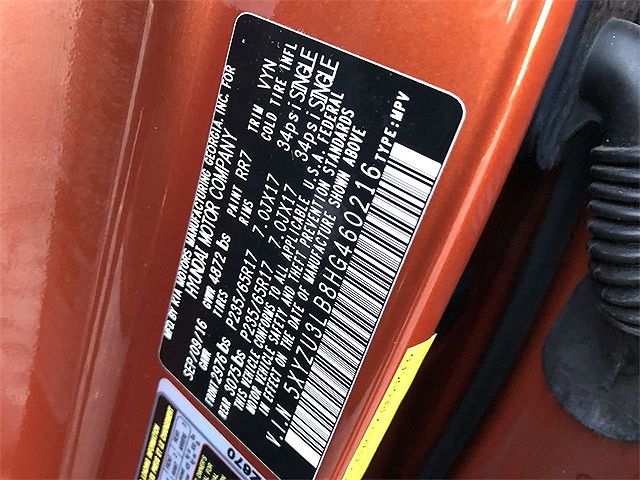 MFD BY KIA MOTORS MANUFACTURING GEORGIA, INC. FOR
HYUNDAI MOTOR COMPANY
SEP/09/16 GVWR 4872 lbs PAINT RR7 TRIM VYN
GAWR TIRES RIMS COLD TIRE INFL
FRNT 2976 lbs P235/65R17 7.0JX17 34psi SINGLE
REAR 3075 lbs P235/65R17 7.0JX17 34psi SINGLE
THIS VEHICLE CONFORMS TO ALL APPLICABLE U.S.A. FEDERAL
MOTOR VEHICLE SAFETY AND THEFT PREVENTION STANDARDS
IN EFFECT ON THE DATE OF MANUFACTURE SHOWN ABOVE
V.I.N 5XYZU3LB8HG460216 TYPE:MPV
2670